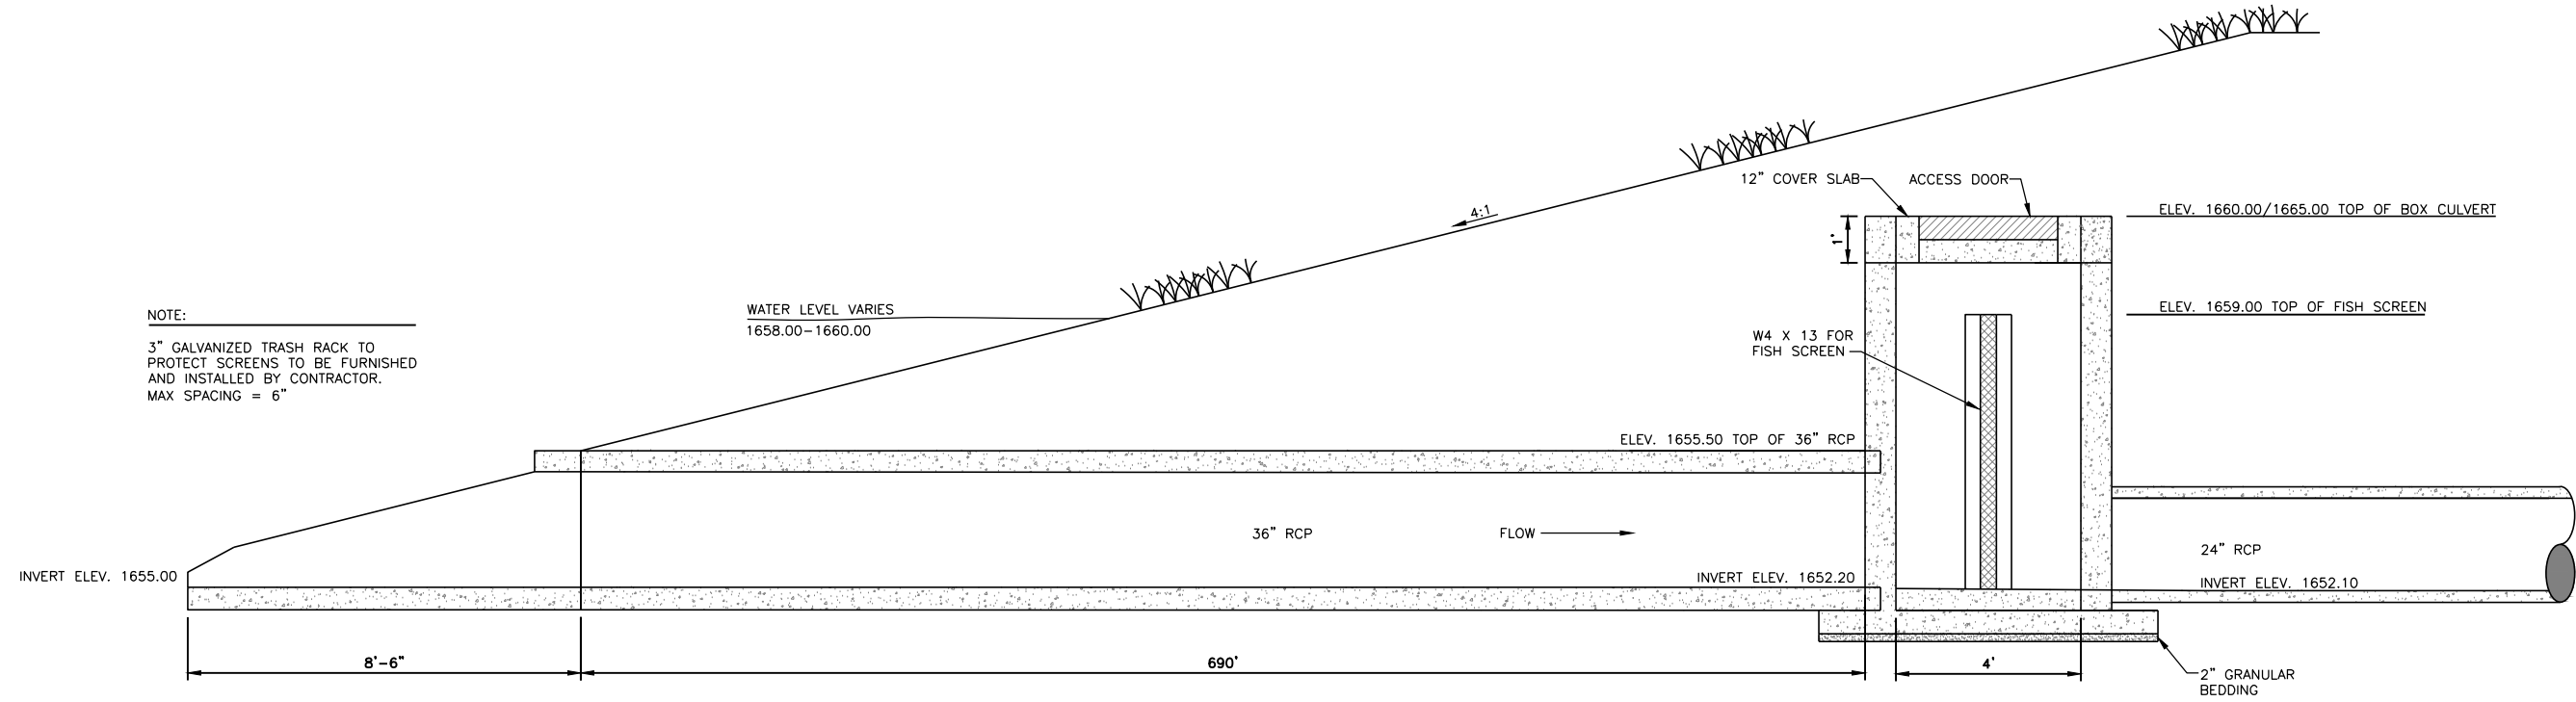 4:1
12" COVER SLAB
ACCESS DOOR
ELEV. 1660.00/1665.00 TOP OF BOX CULVERT
1'
NOTE:
3" GALVANIZED TRASH RACK TO
PROTECT SCREENS TO BE FURNISHED
AND INSTALLED BY CONTRACTOR.
MAX SPACING = 6"
WATER LEVEL VARIES
1658.00-1660.00
ELEV. 1659.00 TOP OF FISH SCREEN
W4 X 13 FOR
FISH SCREEN
ELEV. 1655.50 TOP OF 36" RCP
36" RCP
FLOW
24" RCP
INVERT ELEV. 1655.00
INVERT ELEV. 1652.20
INVERT ELEV. 1652.10
8'-6"
690'
4'
2" GRANULAR
BEDDING